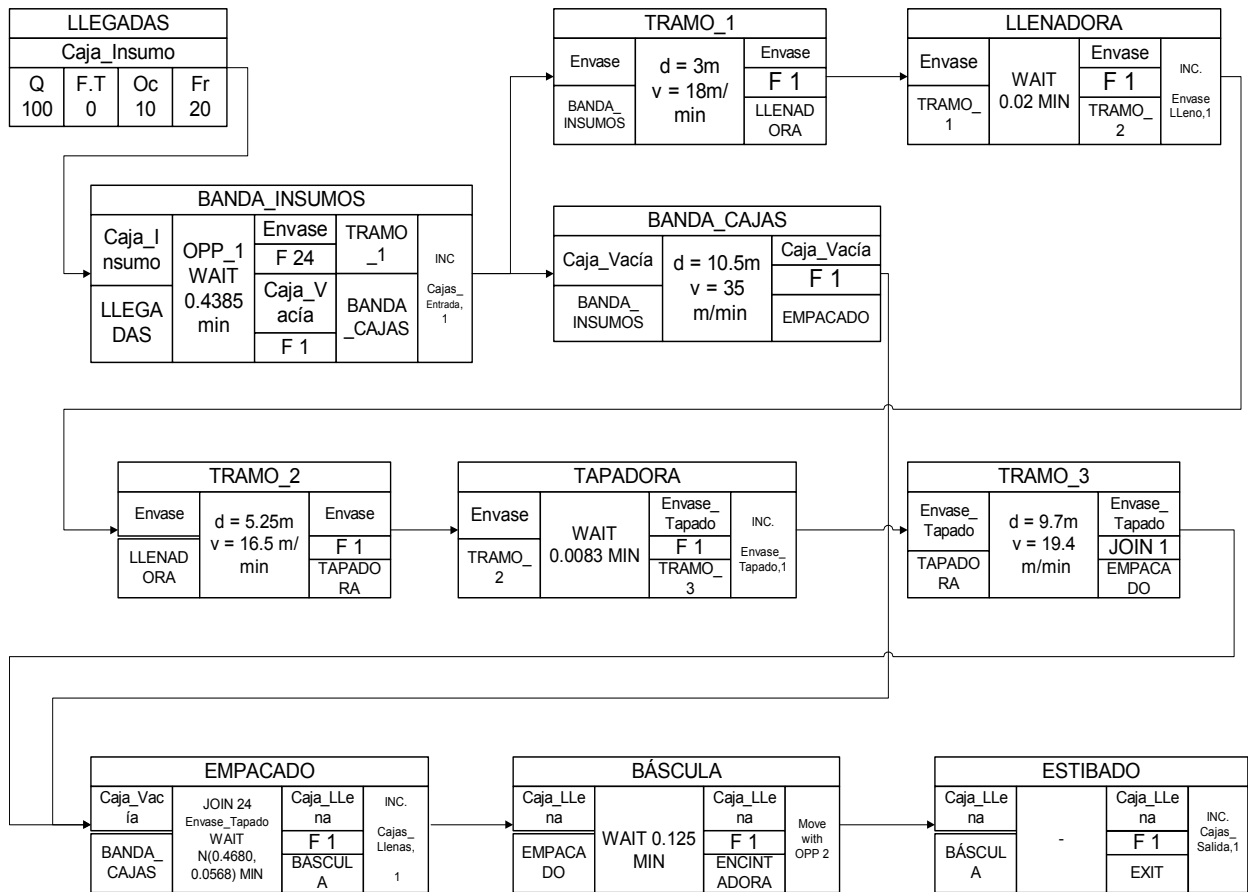 LLEGADAS
Caja_Insumo
Q
100
F.T
0
Oc
10
Fr
20
TRAMO_1
Envase
BANDA_
INSUMOS
d = 3m
v = 18m/
min
Envase
F 1
LLENAD
ORA
LLENADORA
Envase
TRAMO_
1
WAIT
0.02 MIN
Envase
F 1
TRAMO_
2
INC.
Envase
LLeno,1
BANDA_INSUMOS
Caja_I
nsumo
LLEGA
DAS
OPP_1
WAIT
0.4385
min
Envase
F 24
Caja_V
acía
F 1
TRAMO
_1
BANDA
_CAJAS
INC
Cajas_
Entrada,
1
BANDA_CAJAS
Caja_Vacía
BANDA_
INSUMOS
d = 10.5m
v = 35
m/min
Caja_Vacía
F 1
EMPACADO
TRAMO_2
Envase
LLENAD
ORA
d = 5.25m
v = 16.5 m/
min
Envase
F 1
TAPADO
RA
TAPADORA
Envase
TRAMO_
2
WAIT
0.0083 MIN
Envase_
Tapado
F 1
TRAMO_
3
INC.
Envase_
Tapado,1
TRAMO_3
Envase_
Tapado
TAPADO
RA
d = 9.7m
v = 19.4
m/min
Envase_
Tapado
JOIN 1
EMPACA
DO
EMPACADO
Caja_Vac
ía
BANDA_
CAJAS
JOIN 24
Envase_Tapado
WAIT
N(0.4680,
0.0568) MIN
Caja_LLe
na
F 1
BÁSCUL
A
INC.
Cajas_
Llenas,
1
BÁSCULA
Caja_LLe
na
EMPACA
DO
WAIT 0.125
MIN
Caja_LLe
na
F 1
ENCINT
ADORA
Move
with
OPP 2
ESTIBADO
Caja_LLe
na
BÁSCUL
A
-
Caja_LLe
na
F 1
EXIT
INC.
Cajas_
Salida,1